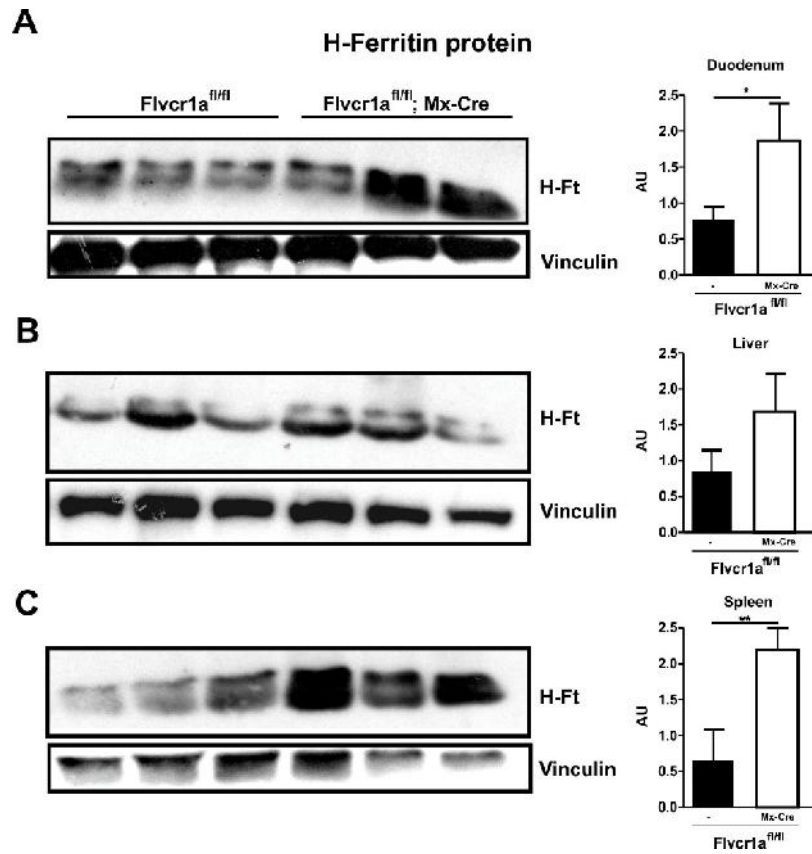 A
H-Ferritin protein
Flvcr1a fl/fl
Flvcr1a fl/fl; Mx-Cre
H-Ft
Vinculin
Duodenum
*
AU
2.5
2.0
1.5
1.0
0.5
0.0
-
Mx-Cre
Flvcr1a fl/fl
B
H-Ft
Vinculin
Liver
AU
2.5
2.0
1.5
1.0
0.5
0.0
-
Mx-Cre
Flvcr1a fl/fl
C
H-Ft
Vinculin
Spleen
**
AU
2.5
2.0
1.5
1.0
0.5
0.0
-
Mx-Cre
Flvcr1a fl/fl